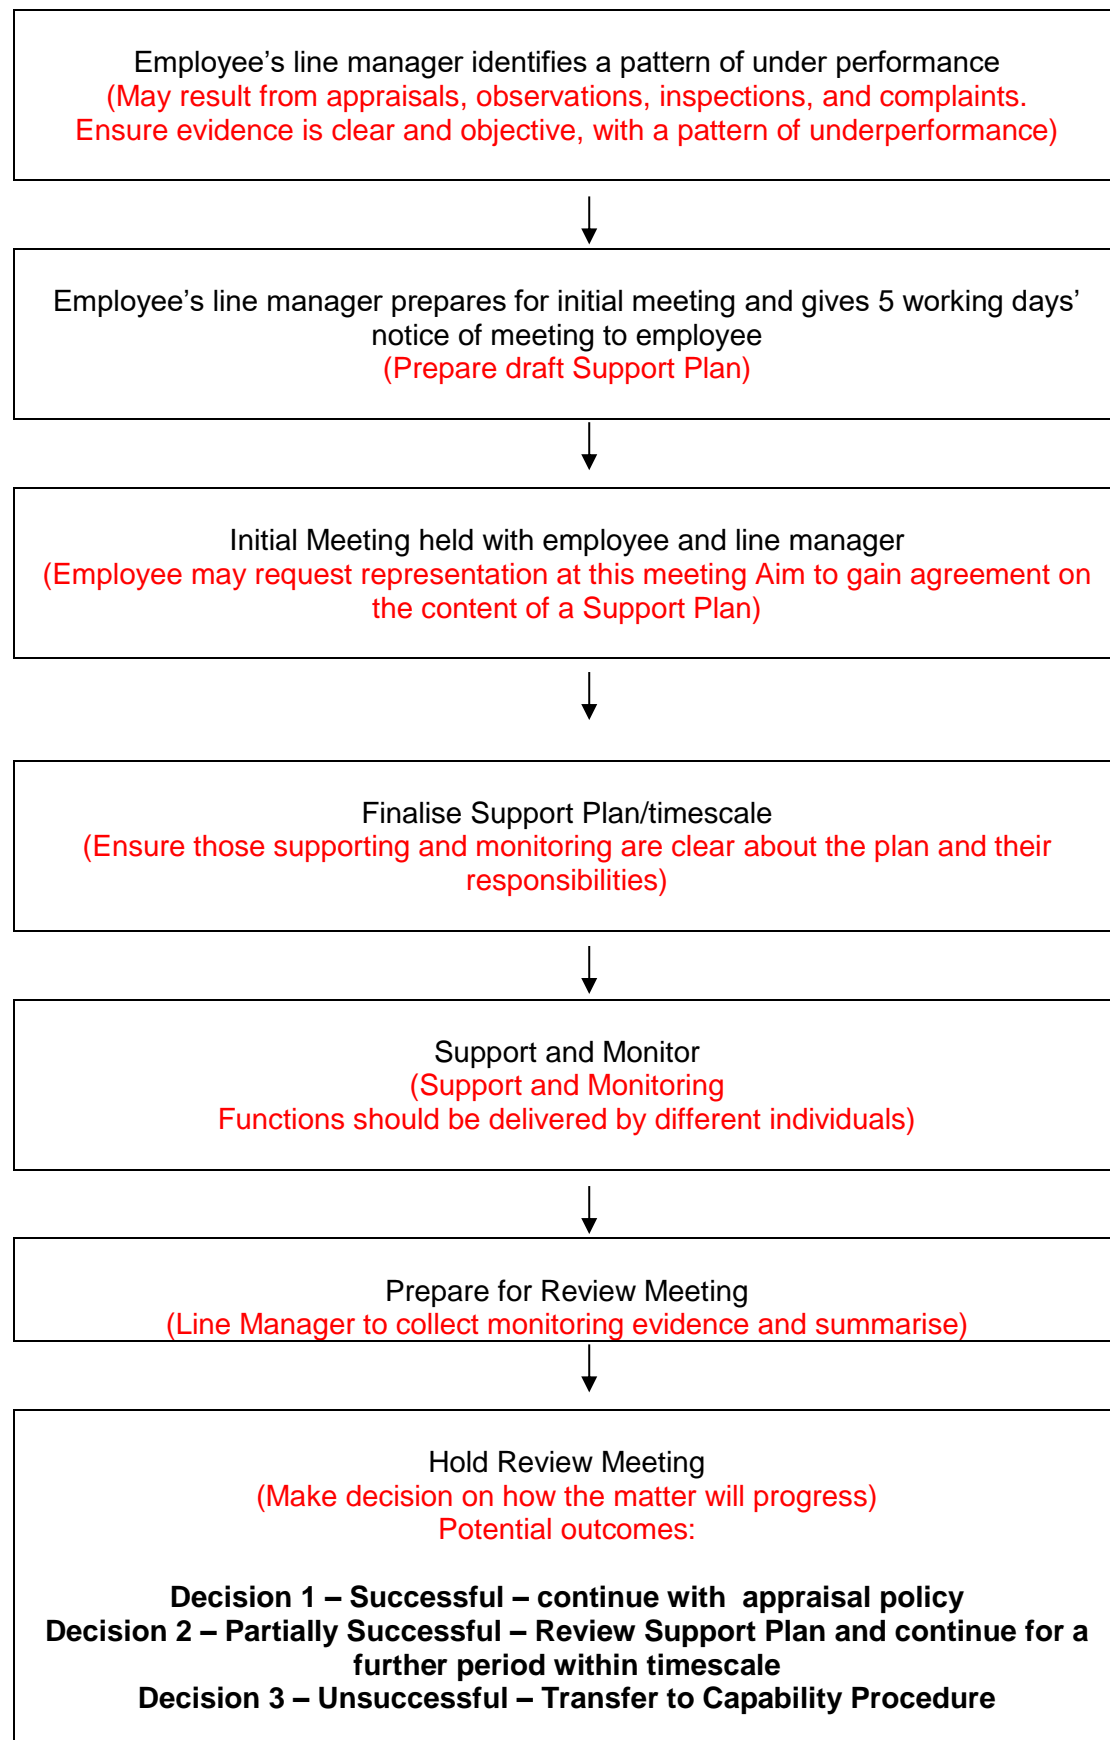 Employee’s line manager identifies a pattern of under performance
(May result from appraisals, observations, inspections, and complaints.
Ensure evidence is clear and objective, with a pattern of underperformance)
Employee’s line manager prepares for initial meeting and gives 5 working days’
notice of meeting to employee
(Prepare draft Support Plan)
Initial Meeting held with employee and line manager
(Employee may request representation at this meeting Aim to gain agreement on
the content of a Support Plan)
Finalise Support Plan/timescale
(Ensure those supporting and monitoring are clear about the plan and their
responsibilities)
Support and Monitor
(Support and Monitoring
Functions should be delivered by different individuals)
Prepare for Review Meeting
(Line Manager to collect monitoring evidence and summarise)
Hold Review Meeting
(Make decision on how the matter will progress)
Potential outcomes:
Decision 1 – Successful – continue with  appraisal policy
Decision 2 – Partially Successful – Review Support Plan and continue for a
further period within timescale
Decision 3 – Unsuccessful – Transfer to Capability Procedure